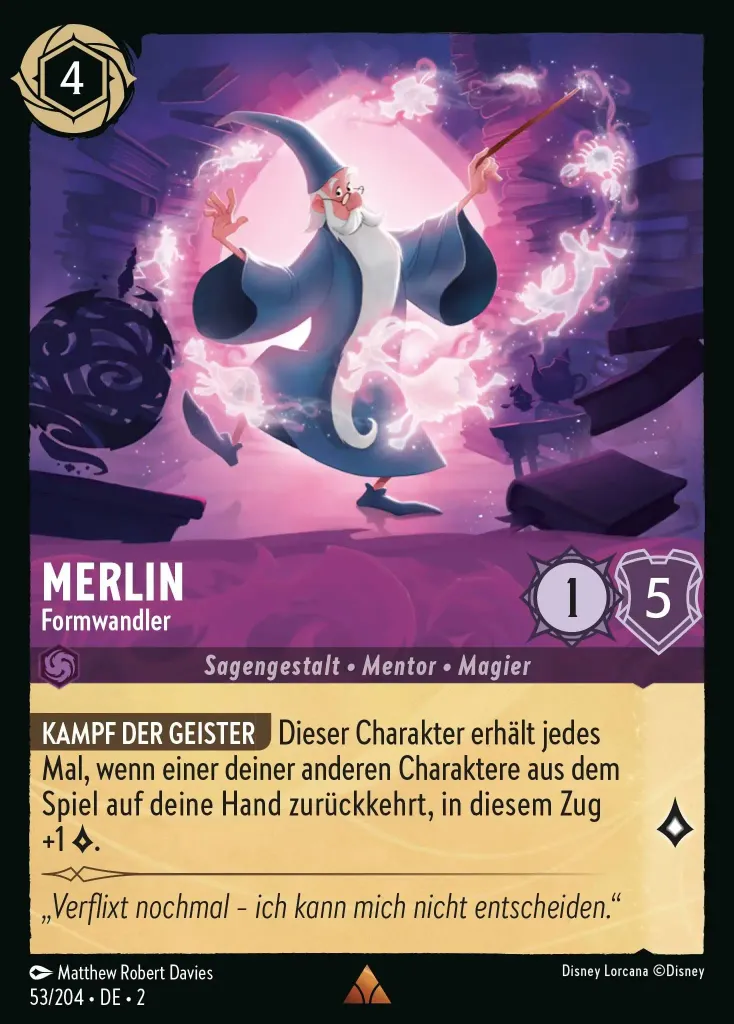 4
MERLIN
Formwandler
1
5
Sagengestalt • Mentor • Magier
KAMPF DER GEISTER Dieser Charakter erhält jedes
Mal, wenn einer deiner anderen Charaktere aus dem
Spiel auf deine Hand zurückkehrt, in diesem Zug
+1 .
„Verflixt nochmal – ich kann mich nicht entscheiden.“
Matthew Robert Davies
Disney Lorcana ©Disney
53/204 • DE • 2